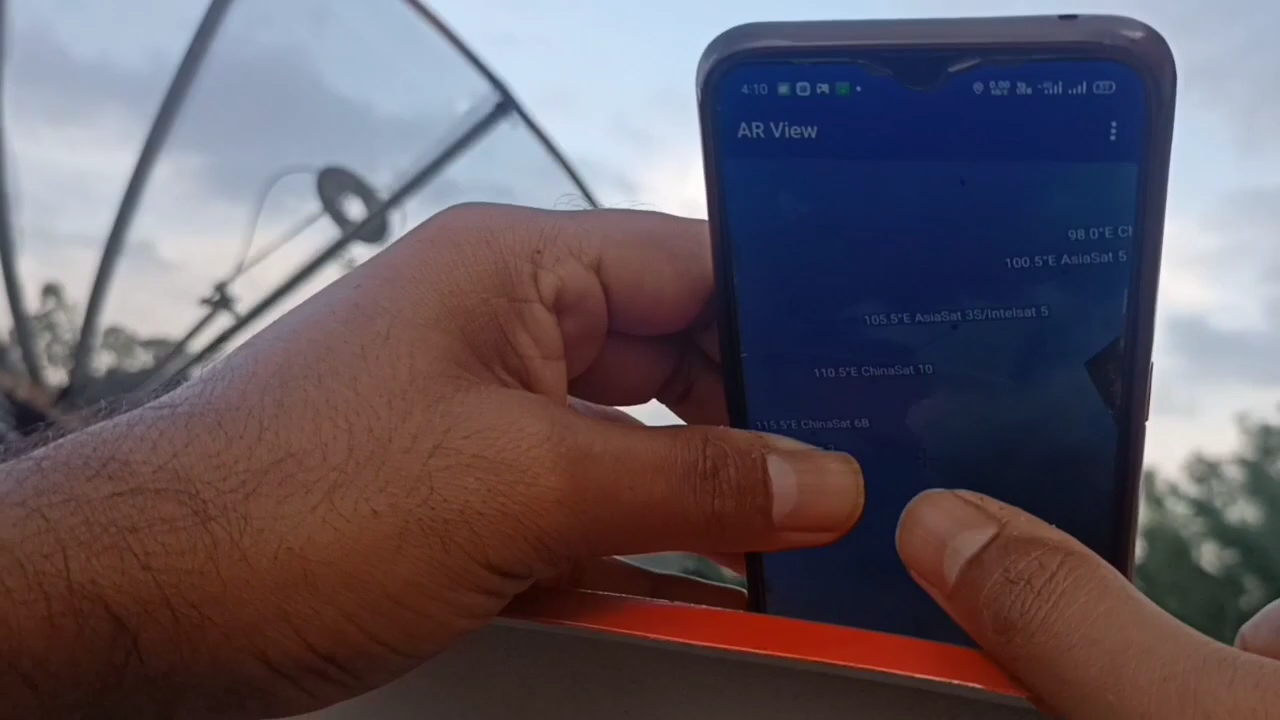 4:10
AR View
98.0°E
100.5°E AsiaSat 5
105.5°E AsiaSat 3S/Intelsat 5
110.5°E ChinaSat 10
115.5°E ChinaSat 6B